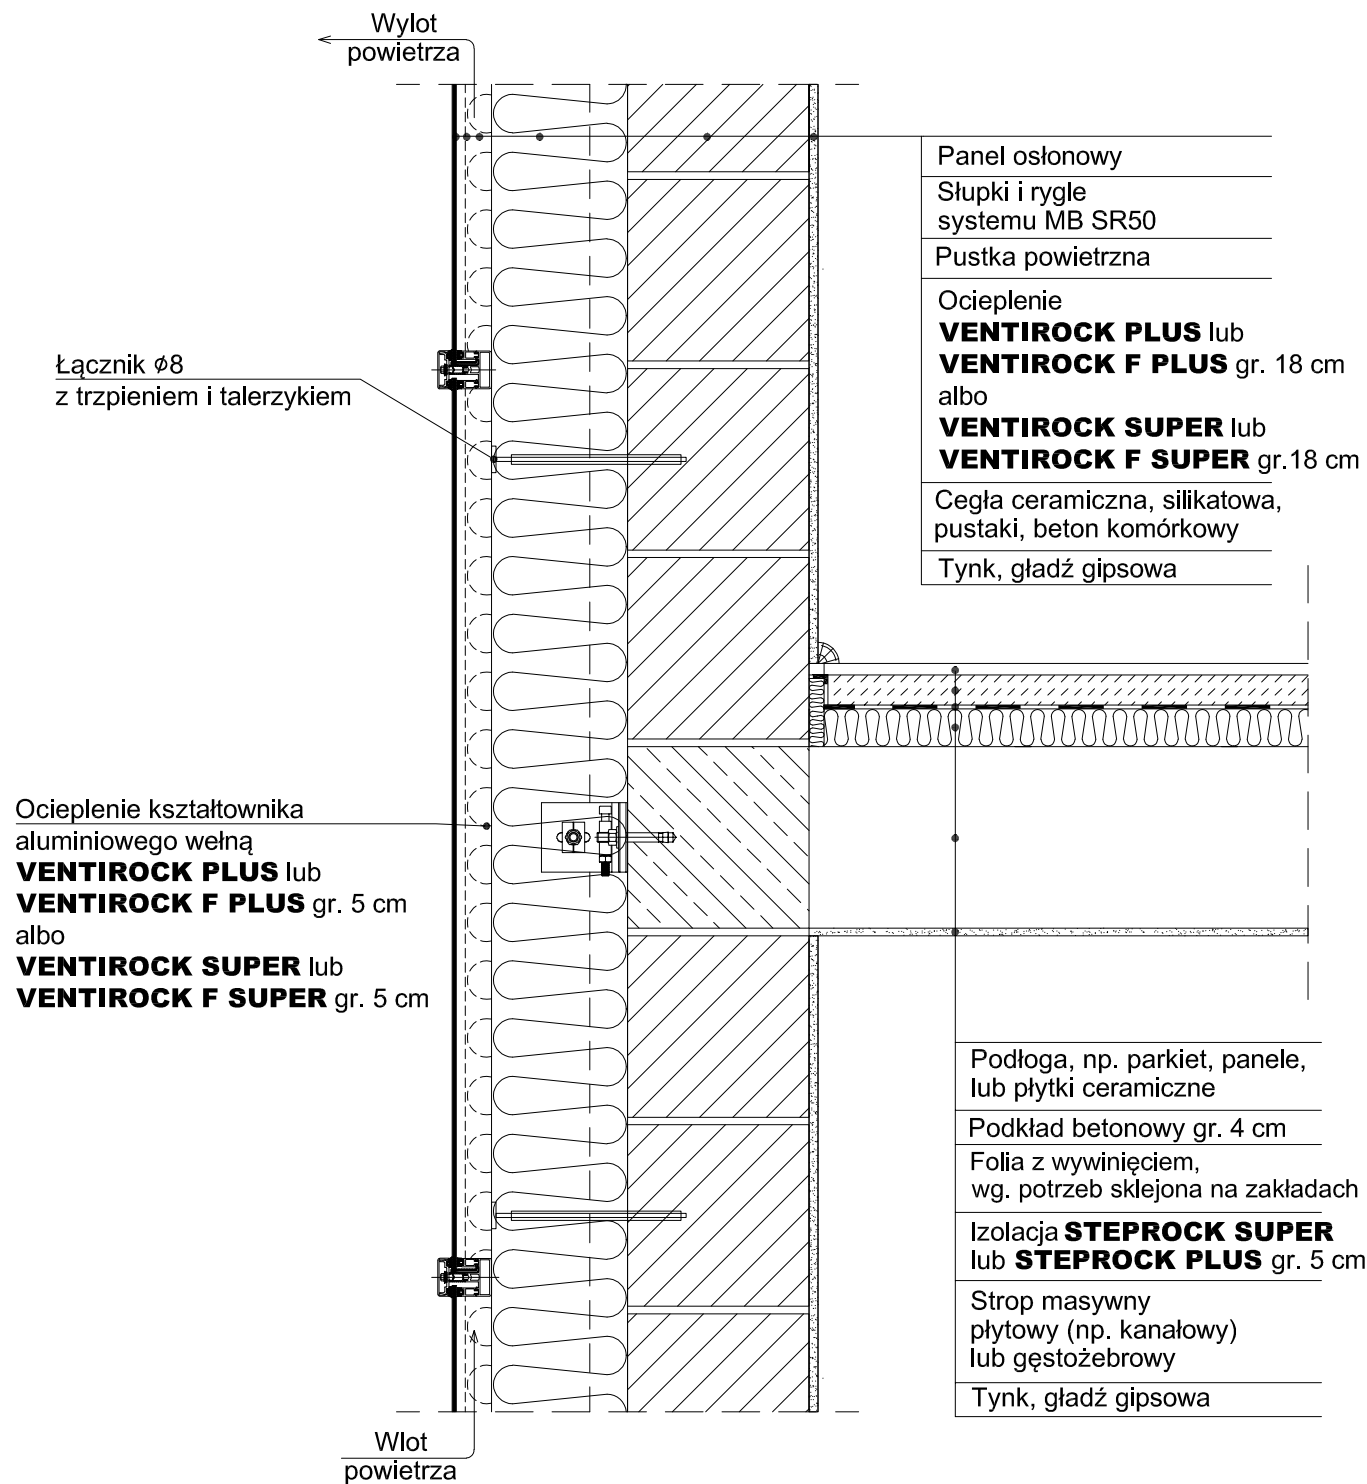 Wylot
powietrza
Panel osłonowy
Słupki i rygle
systemu MB SR50
Pustka powietrzna
Ocieplenie
VENTIROCK PLUS lub
VENTIROCK F PLUS gr. 18 cm
albo
VENTIROCK SUPER lub
VENTIROCK F SUPER gr.18 cm
Cegła ceramiczna, silikatowa,
pustaki, beton komórkowy
Tynk, gładź gipsowa
Łącznik ⌀8
z trzpieniem i talerzykiem
Ocieplenie kształtownika
aluminiowego wełną
VENTIROCK PLUS lub
VENTIROCK F PLUS gr. 5 cm
albo
VENTIROCK SUPER lub
VENTIROCK F SUPER gr. 5 cm
Podłoga, np. parkiet, panele,
lub płytki ceramiczne
Podkład betonowy gr. 4 cm
Folia z wywinięciem,
wg. potrzeb sklejona na zakładach
Izolacja STEPROCK SUPER
lub STEPROCK PLUS gr. 5 cm
Strop masywny
płytowy (np. kanałowy)
lub gęstożebrowy
Tynk, gładź gipsowa
Wlot
powietrza